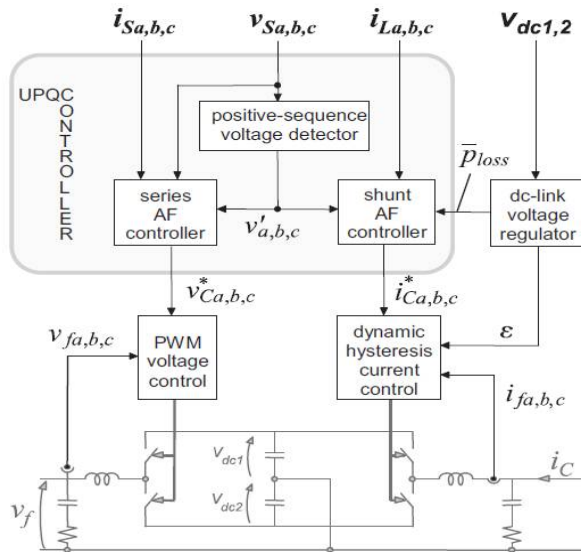 i_{Sa,b,c} v_{Sa,b,c} i_{La,b,c} v_{dc1,2}
UPQC
CONTROLLER
positive-sequence
voltage detector
p̅_{loss}
series
AF
controller
v'_{a,b,c}
shunt
AF
controller
dc-link
voltage
regulator
v^*_{Ca,b,c}
i^*_{Ca,b,c}
v_{fa,b,c}
PWM
voltage
control
dynamic
hysteresis
current
control
ε
i_{fa,b,c}
v_{dc1}
v_{dc2}
i_C
v_f